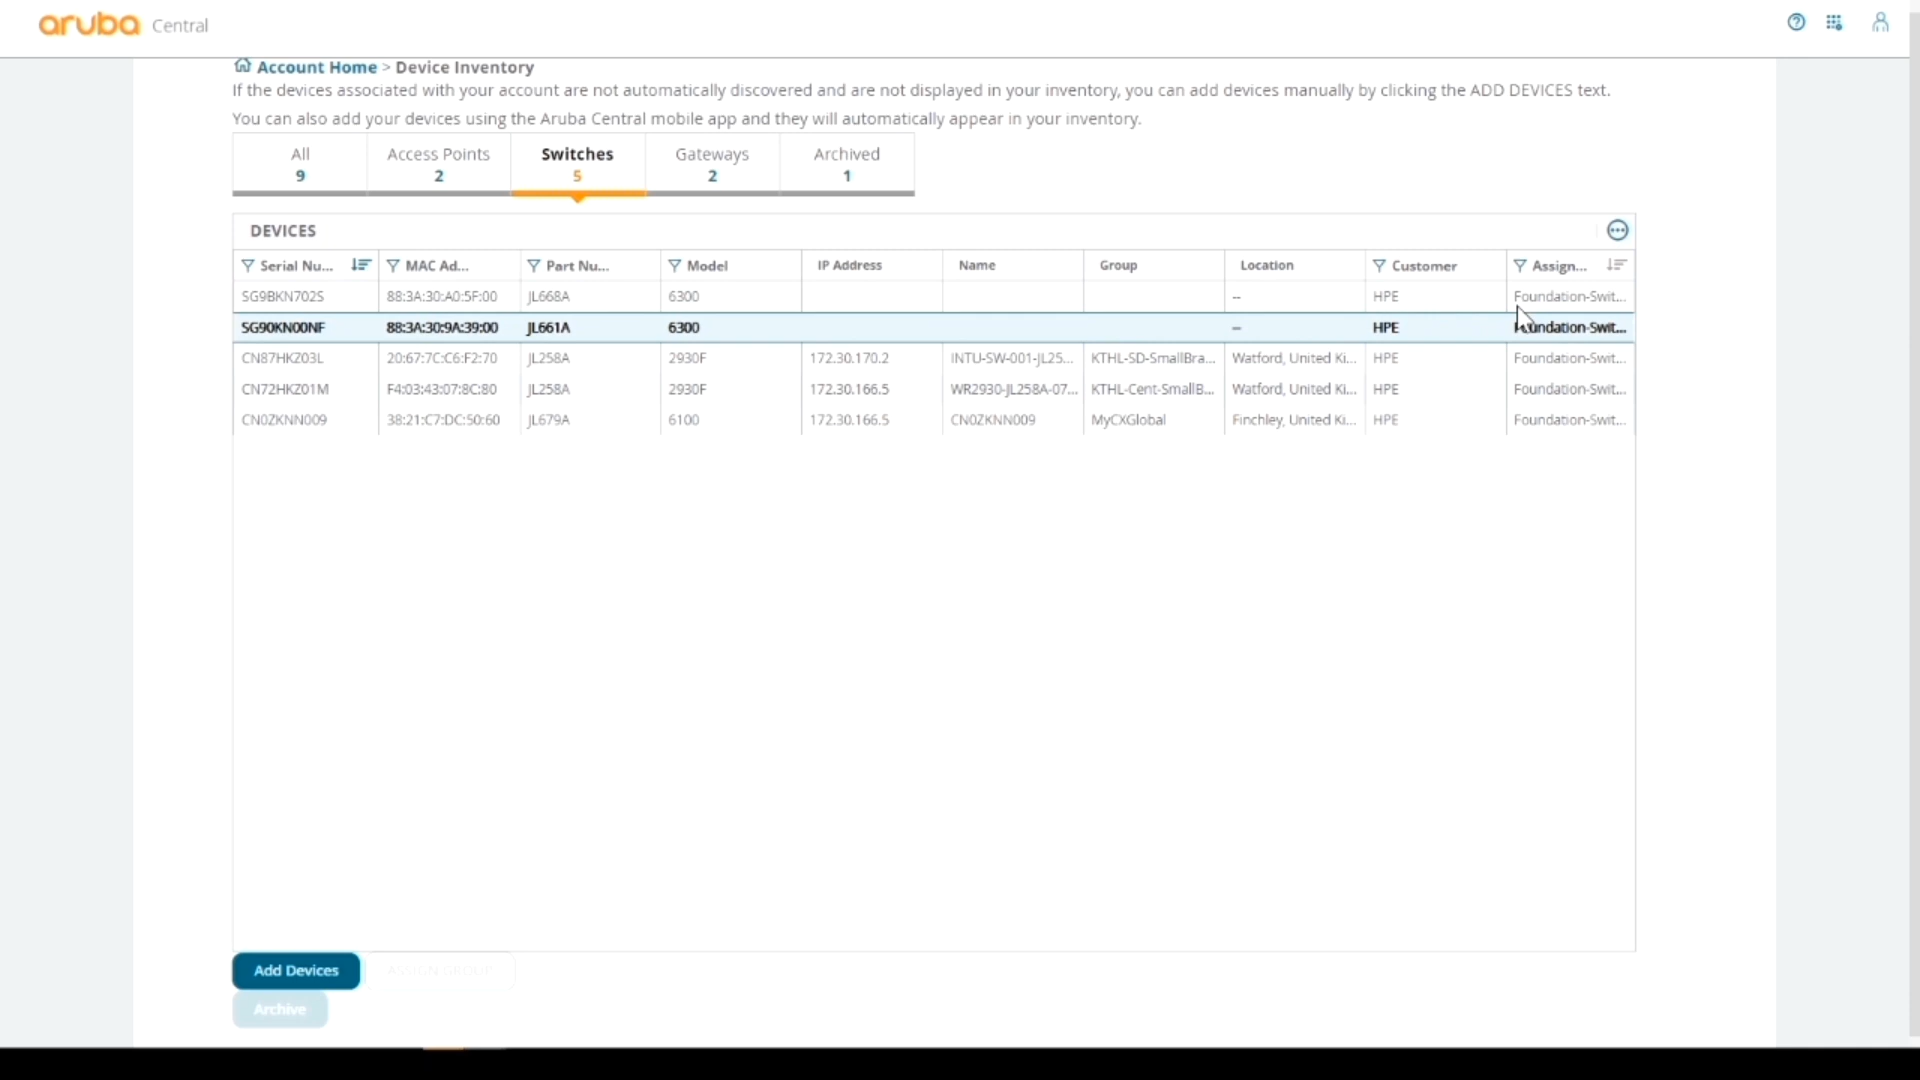 aruba Central
Account Home > Device Inventory
If the devices associated with your account are not automatically discovered and are not displayed in your inventory, you can add devices manually by clicking the ADD DEVICES text.
You can also add your devices using the Aruba Central mobile app and they will automatically appear in your inventory.
All Access Points Switches Gateways Archived
9 2 5 2 1
DEVICES
Serial Nu... MAC Ad... Part Nu... Model IP Address Name Group Location Customer Assign...
SG9BKN702S 88:3A:30:A0:5F:00 JL668A 6300 -- HPE Foundation-Swit...
SG90KN00NF 88:3A:30:9A:39:00 JL661A 6300 -- HPE Foundation-Swit...
CN87HKZ03L 20:67:7C:C6:F2:70 JL258A 2930F 172.30.170.2 INTU-SW-001-JL25... KTHL-SD-SmallBra... Watford, United Ki... HPE Foundation-Swit...
CN72HKZ01M F4:03:43:07:8C:80 JL258A 2930F 172.30.166.5 WR2930-JL258A-07... KTHL-Cent-SmallB... Watford, United Ki... HPE Foundation-Swit...
CN0ZKNN009 38:21:C7:DC:50:60 JL679A 6100 172.30.166.5 CN0ZKNN009 MyCXGlobal Finchley, United Ki... HPE Foundation-Swit...
Add Devices ASSIGN GROUP
Archive